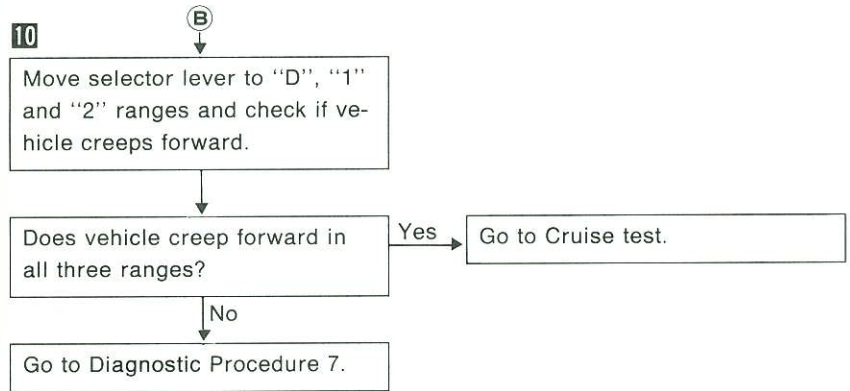 B
10
Move selector lever to “D”, “1”
and “2” ranges and check if ve-
hicle creeps forward.
Does vehicle creep forward in
all three ranges?
Yes
Go to Cruise test.
No
Go to Diagnostic Procedure 7.